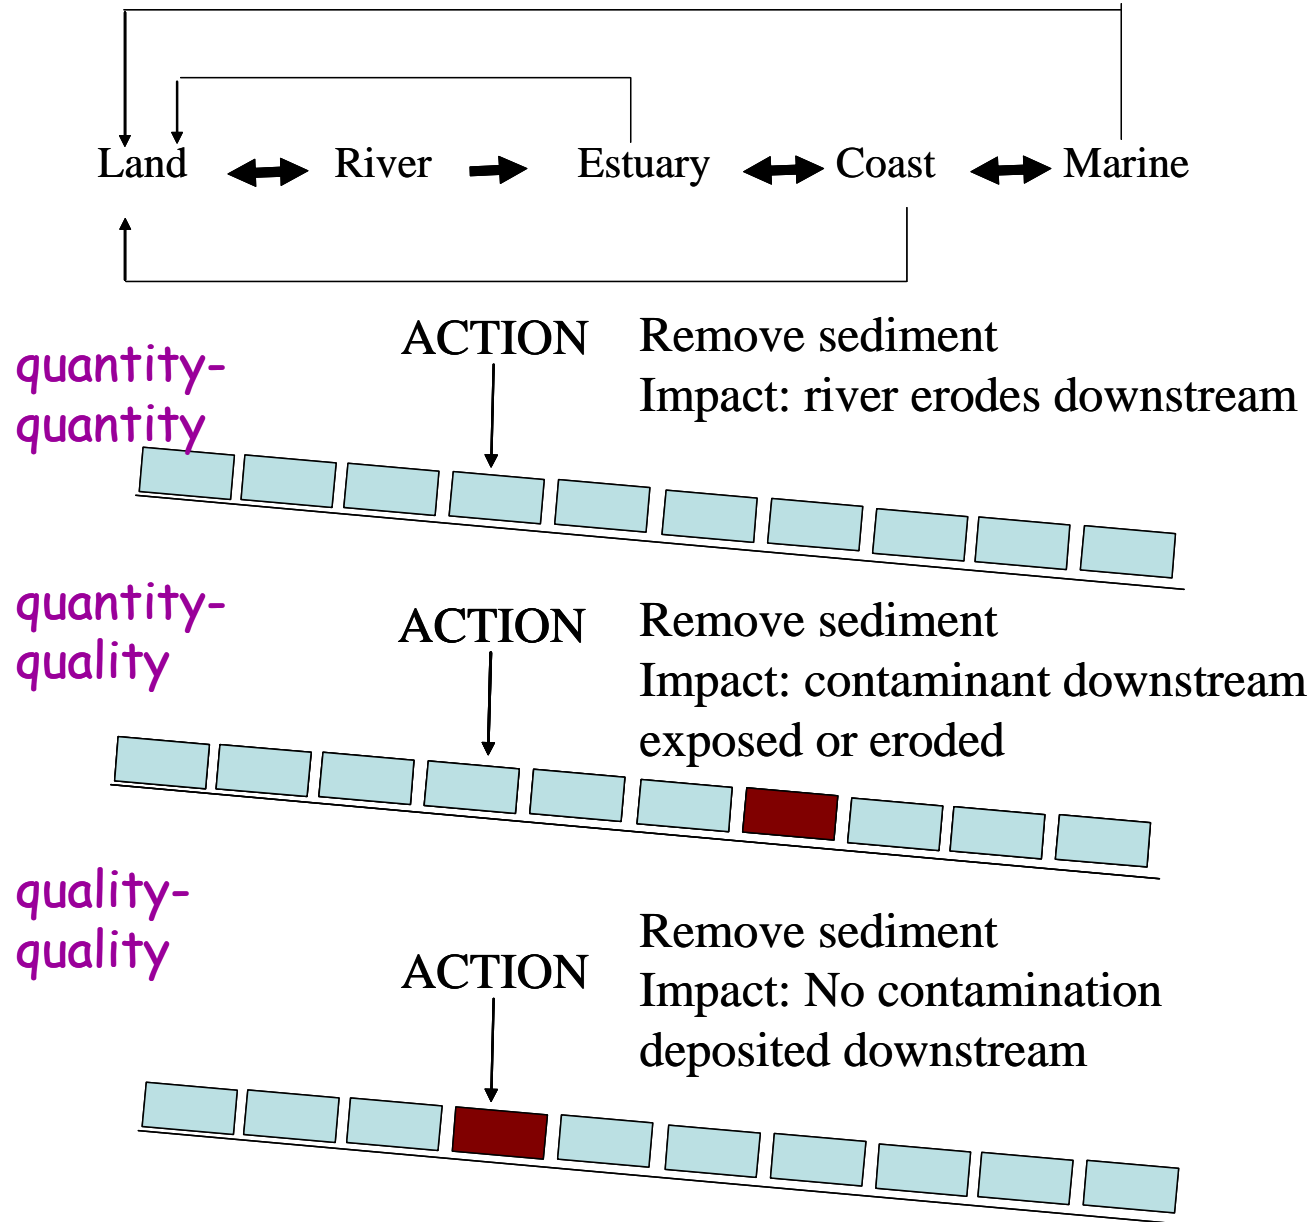 Land River Estuary Coast Marine
quantity-
quantity
ACTION
Remove sediment
Impact: river erodes downstream
quantity-
quality
ACTION
Remove sediment
Impact: contaminant downstream
exposed or eroded
quality-
quality
ACTION
Remove sediment
Impact: No contamination
deposited downstream